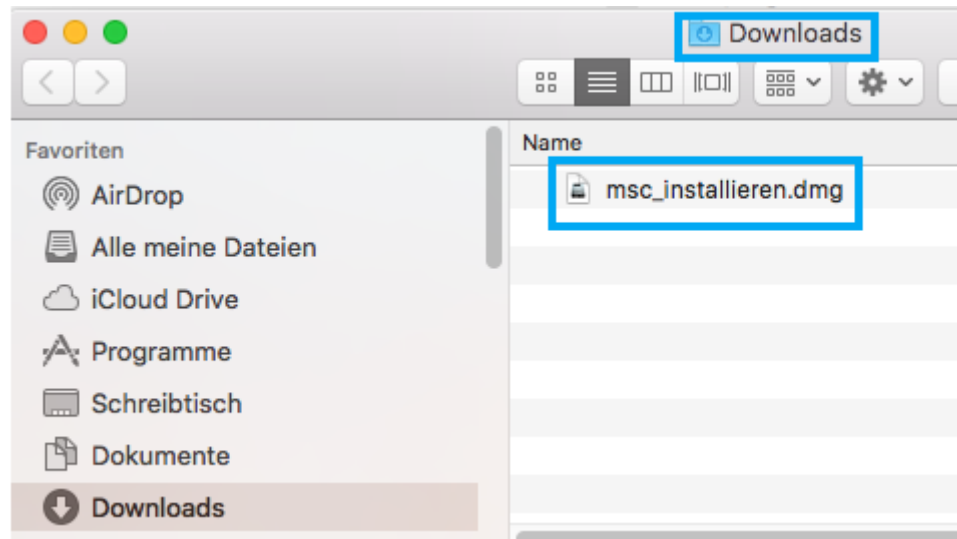 Downloads
Favoriten
AirDrop
Alle meine Dateien
iCloud Drive
Programme
Schreibtisch
Dokumente
Downloads
Name
msc_installieren.dmg